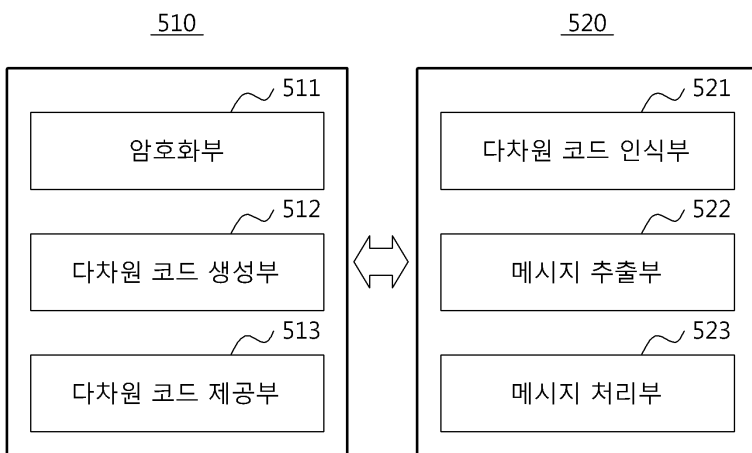 510
511
암호화부
512
다차원 코드 생성부
513
다차원 코드 제공부
520
521
다차원 코드 인식부
522
메시지 추출부
523
메시지 처리부